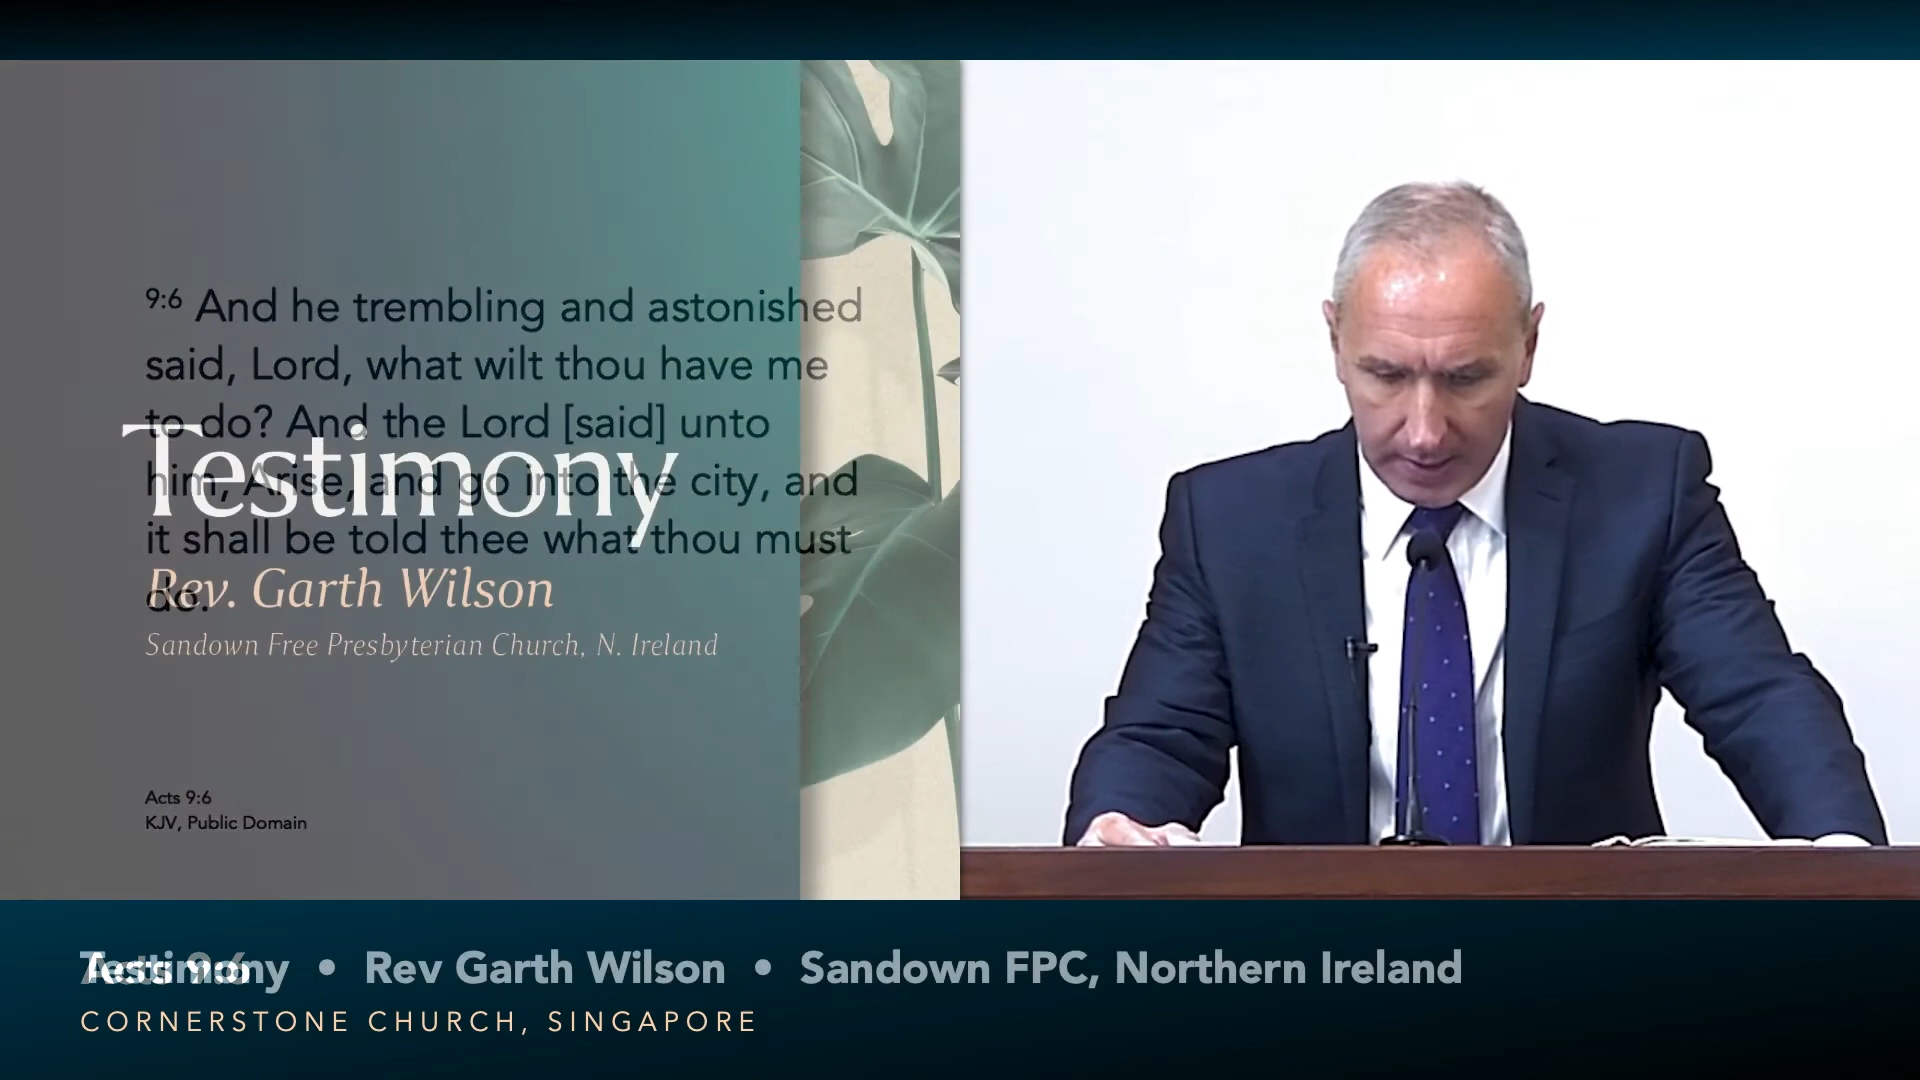 9:6 And he trembling and astonished
said, Lord, what wilt thou have me
to do? And the Lord [said] unto
him, Arise, and go into the city, and
it shall be told thee what thou must
do.
Testimony
Rev. Garth Wilson
Sandown Free Presbyterian Church, N. Ireland
Acts 9:6
KJV, Public Domain
Testimony • Rev Garth Wilson • Sandown FPC, Northern Ireland
Acts 9:6
CORNERSTONE CHURCH, SINGAPORE